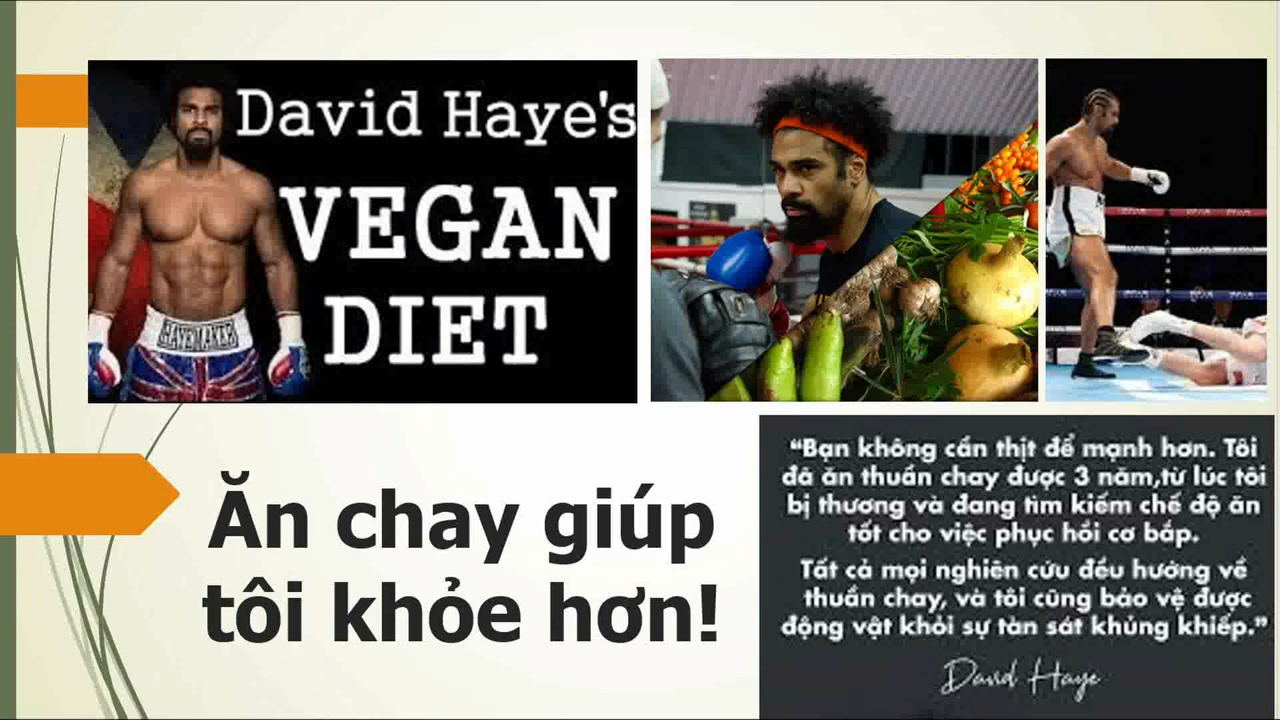 David Haye's
VEGAN
DIET
HAYEMAKER
Ăn chay giúp
tôi khỏe hơn!
“Bạn không cần thịt để mạnh hơn. Tôi
đã ăn thuần chay được 3 năm,từ lúc tôi
bị thương và đang tìm kiếm chế độ ăn
tốt cho việc phục hồi cơ bắp.
Tất cả mọi nghiên cứu đều hướng về
thuần chay, và tôi cũng bảo vệ được
động vật khỏi sự tàn sát khủng khiếp.”
David Haye